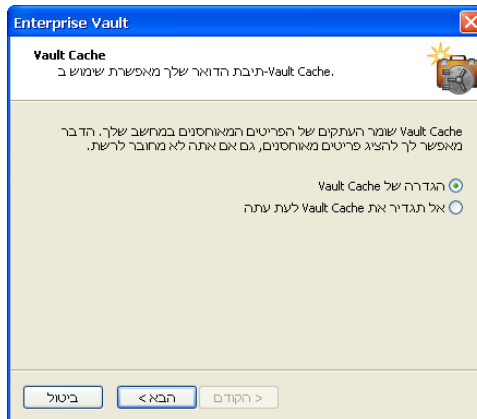 Enterprise Vault
Vault Cache
תיבת הדואר שלך מאפשרת שימוש ב-Vault Cache.
Vault Cache שומר העתקים של הפריטים המאוחסנים במחשב שלך. הדבר
מאפשר לך להציג פריטים מאוחסנים, גם אם אתה לא מחובר לרשת.
הגדרה של Vault Cache
אל תגדיר את Vault Cache לעת עתה
< הקודם
הבא >
ביטול